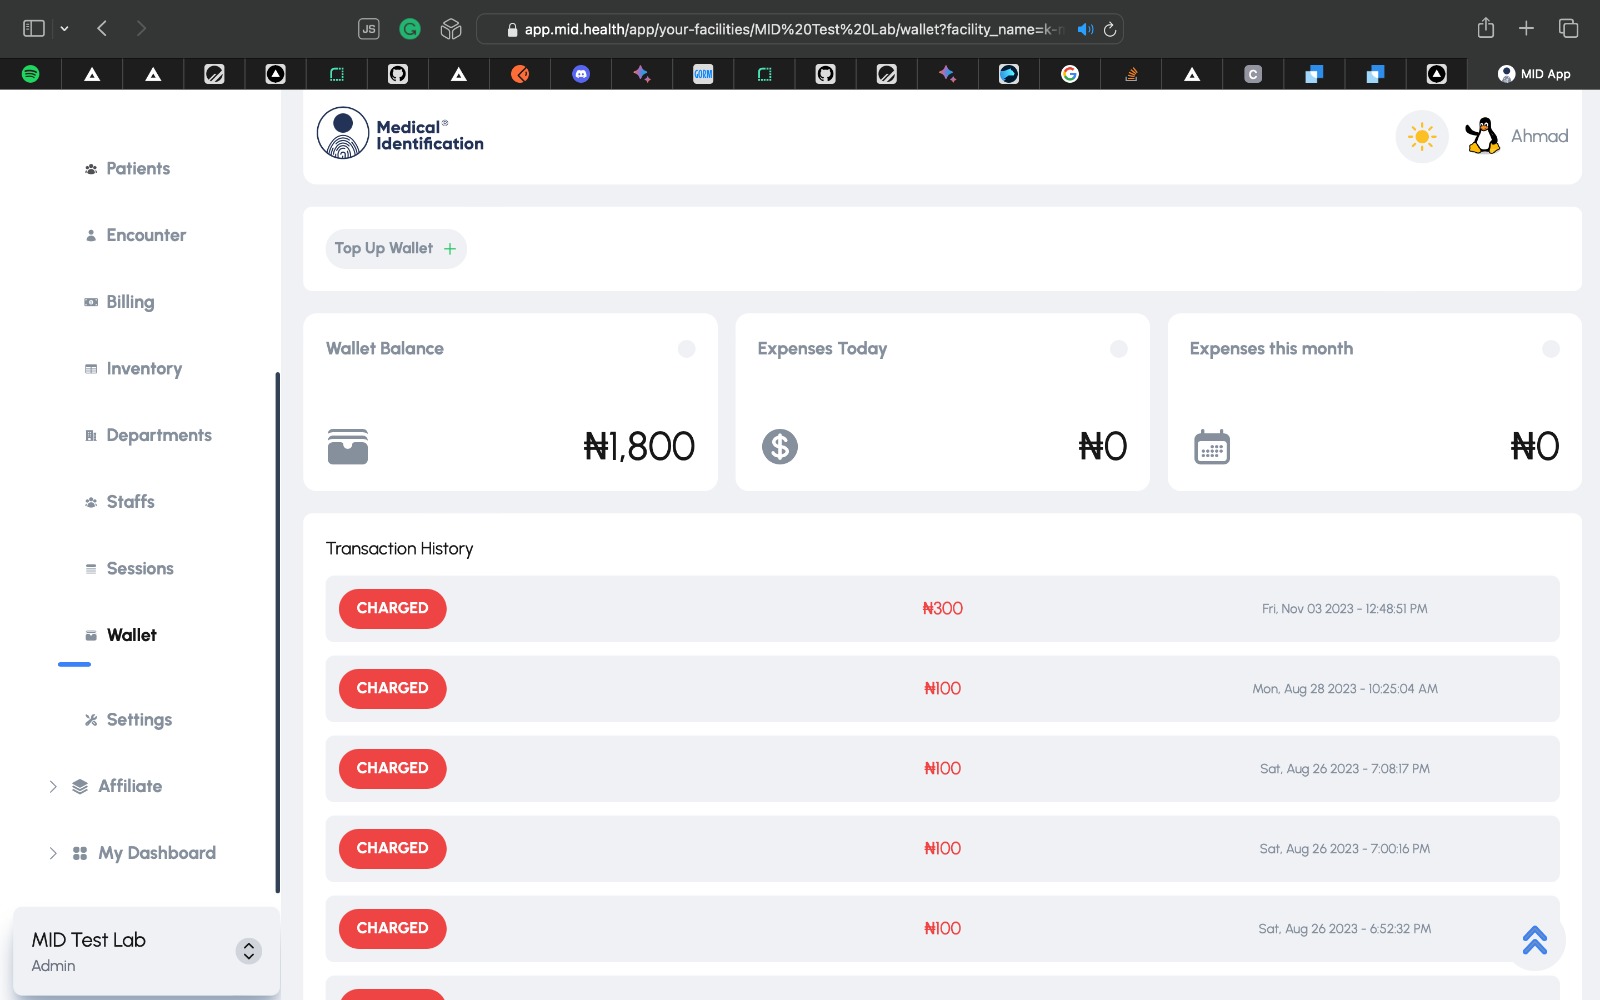 JS
app.mid.health/app/your-facilities/MID%20Test%20Lab/wallet?facility_name=k-
GORM
C
MID App
Medical®
Identification
Ahmad
Patients
Encounter
Billing
Inventory
Departments
Staffs
Sessions
Wallet
Settings
Affiliate
My Dashboard
MID Test Lab
Admin
Top Up Wallet +
Wallet Balance
₦1,800
Expenses Today
₦0
Expenses this month
₦0
Transaction History
CHARGED ₦300 Fri, Nov 03 2023 - 12:48:51 PM
CHARGED ₦100 Mon, Aug 28 2023 - 10:25:04 AM
CHARGED ₦100 Sat, Aug 26 2023 - 7:08:17 PM
CHARGED ₦100 Sat, Aug 26 2023 - 7:00:16 PM
CHARGED ₦100 Sat, Aug 26 2023 - 6:52:32 PM